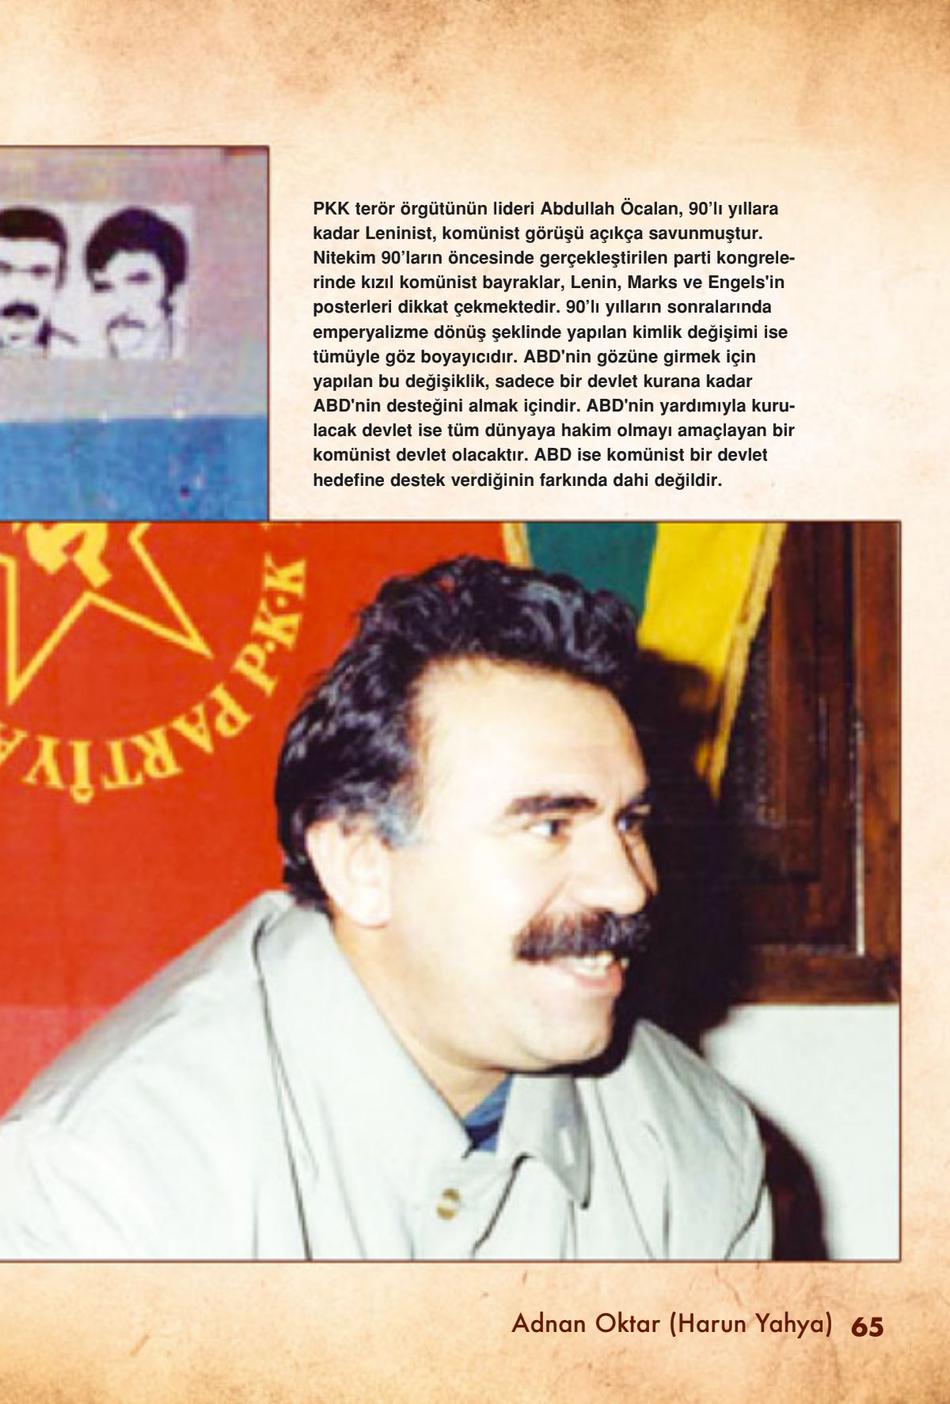 PKK terör örgütünün lideri Abdullah Öcalan, 90’lı yıllara
kadar Leninist, komünist görüşü açıkça savunmuştur.
Nitekim 90’ların öncesinde gerçekleştirilen parti kongrele-
rinde kızıl komünist bayraklar, Lenin, Marks ve Engels'in
posterleri dikkat çekmektedir. 90’lı yılların sonralarında
emperyalizme dönüş şeklinde yapılan kimlik değişimi ise
tümüyle göz boyayıcıdır. ABD'nin gözüne girmek için
yapılan bu değişiklik, sadece bir devlet kurana kadar
ABD'nin desteğini almak içindir. ABD'nin yardımıyla kuru-
lacak devlet ise tüm dünyaya hakim olmayı amaçlayan bir
komünist devlet olacaktır. ABD ise komünist bir devlet
hedefine destek verdiğinin farkında dahi değildir.
PARTÎYA
P·K·K
Adnan Oktar (Harun Yahya) 65